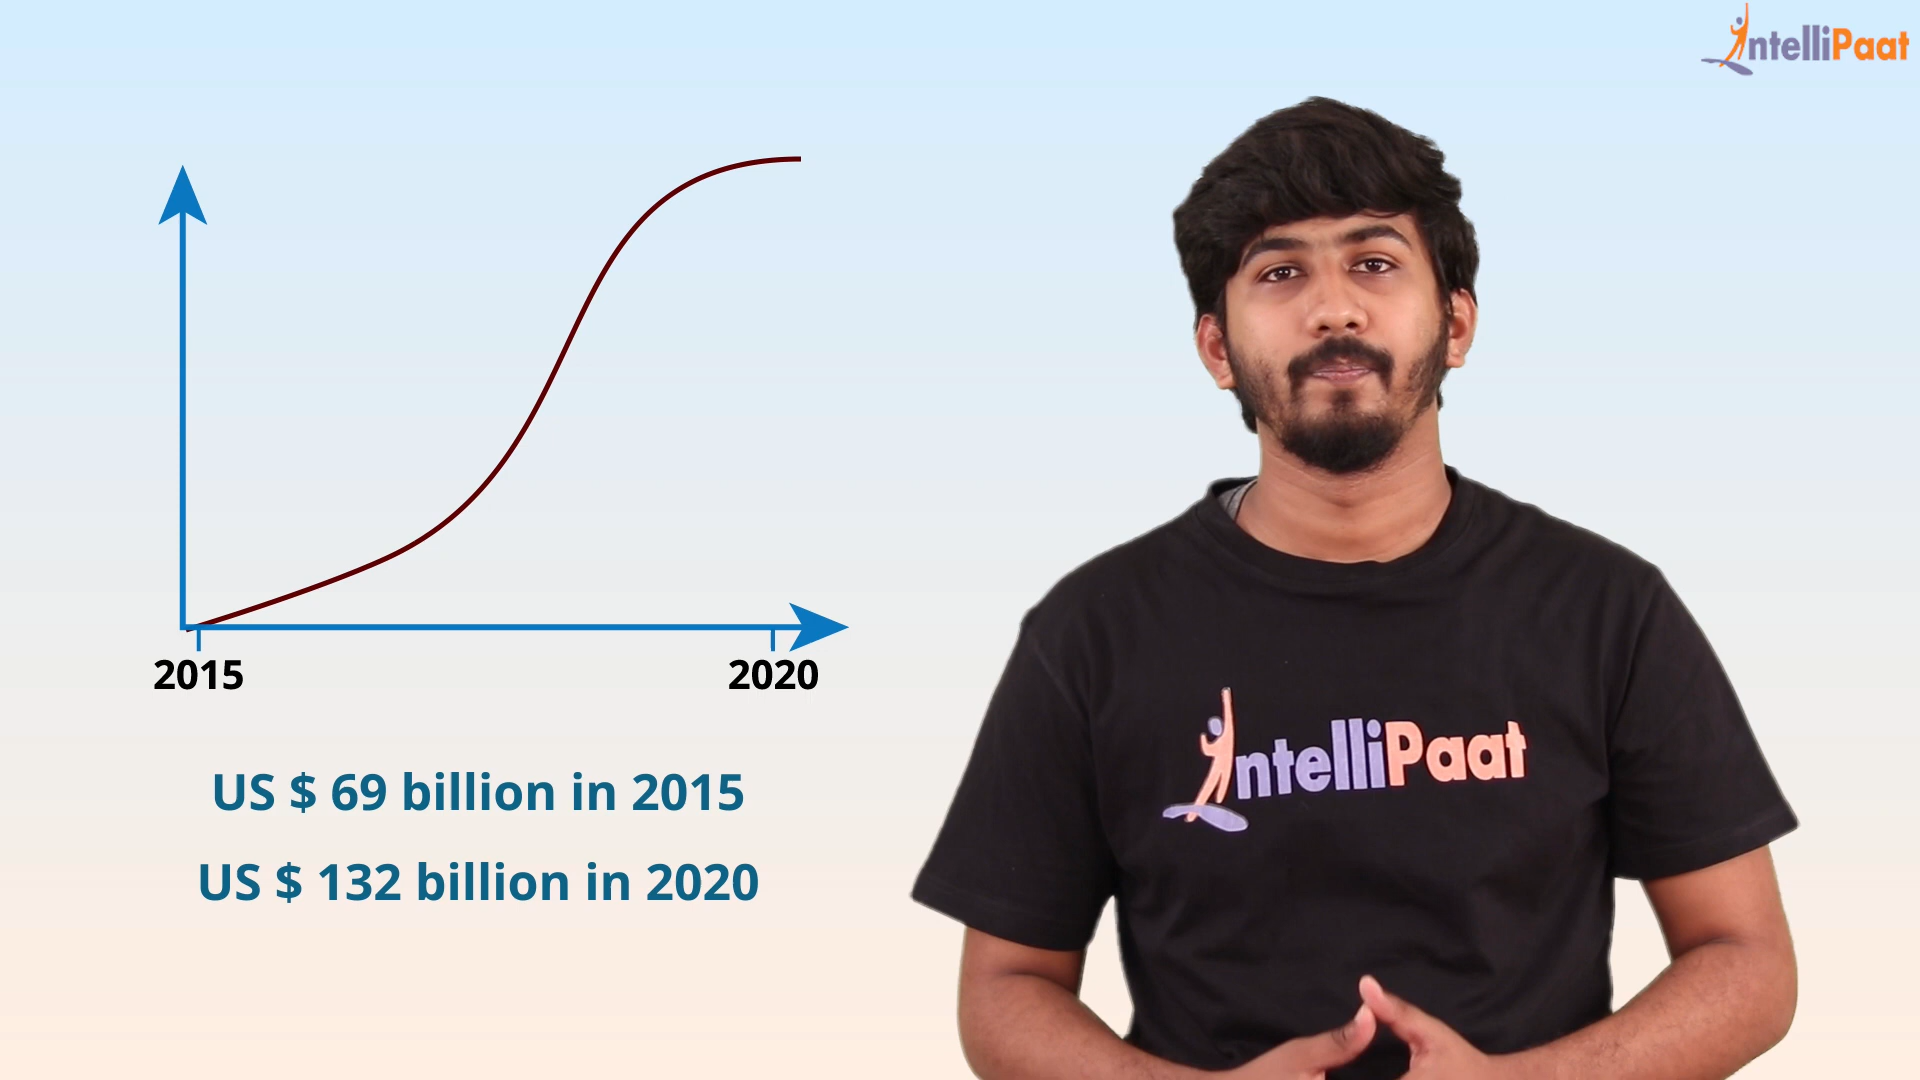 IntelliPaat
2015
2020
US $ 69 billion in 2015
US $ 132 billion in 2020
IntelliPaat